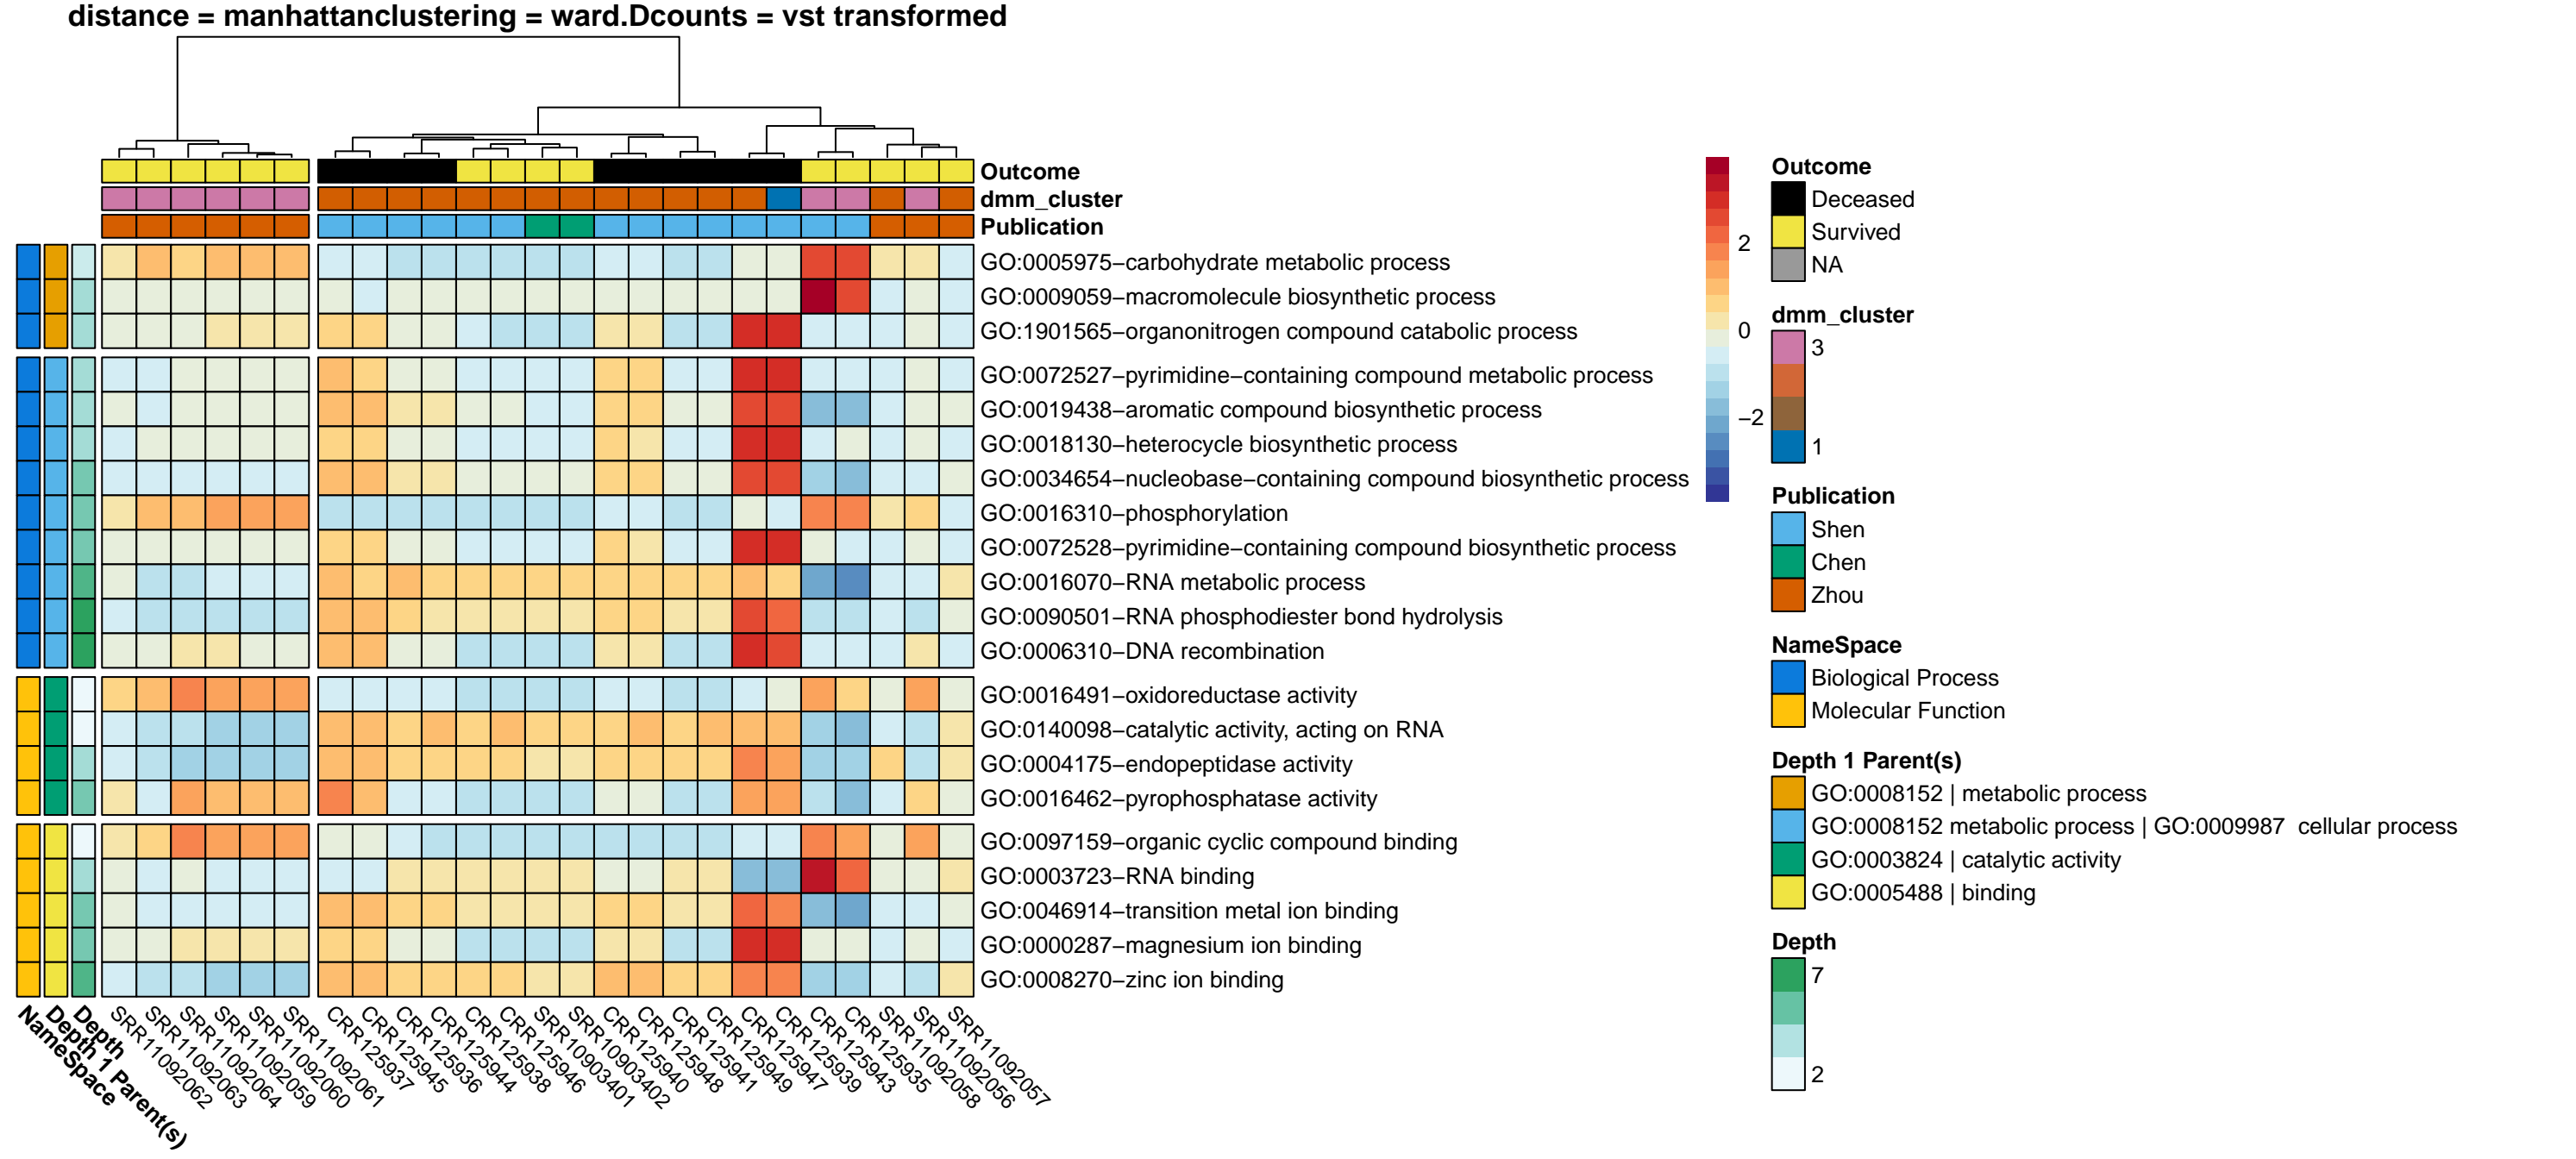 distance = manhattanclustering = ward.Dcounts = vst transformed
Outcome
dmm_cluster
Publication
GO:0005975−carbohydrate metabolic process
GO:0009059−macromolecule biosynthetic process
GO:1901565−organonitrogen compound catabolic process
GO:0072527−pyrimidine−containing compound metabolic process
GO:0019438−aromatic compound biosynthetic process
GO:0018130−heterocycle biosynthetic process
GO:0034654−nucleobase−containing compound biosynthetic process
GO:0016310−phosphorylation
GO:0072528−pyrimidine−containing compound biosynthetic process
GO:0016070−RNA metabolic process
GO:0090501−RNA phosphodiester bond hydrolysis
GO:0006310−DNA recombination
GO:0016491−oxidoreductase activity
GO:0140098−catalytic activity, acting on RNA
GO:0004175−endopeptidase activity
GO:0016462−pyrophosphatase activity
GO:0097159−organic cyclic compound binding
GO:0003723−RNA binding
GO:0046914−transition metal ion binding
GO:0000287−magnesium ion binding
GO:0008270−zinc ion binding
NameSpace
Depth 1 Parent(s)
Depth
SRR11092062
SRR11092063
SRR11092064
SRR11092059
SRR11092060
SRR11092061
CRR125937
CRR125945
CRR125936
CRR125944
CRR125938
CRR125946
SRR10903401
SRR10903402
CRR125940
CRR125948
CRR125941
CRR125949
CRR125947
CRR125939
CRR125943
CRR125935
SRR11092058
SRR11092056
SRR11092057
2
0
−2
Outcome
Deceased
Survived
NA
dmm_cluster
3
1
Publication
Shen
Chen
Zhou
NameSpace
Biological Process
Molecular Function
Depth 1 Parent(s)
GO:0008152 | metabolic process
GO:0008152 metabolic process | GO:0009987  cellular process
GO:0003824 | catalytic activity
GO:0005488 | binding
Depth
7
2